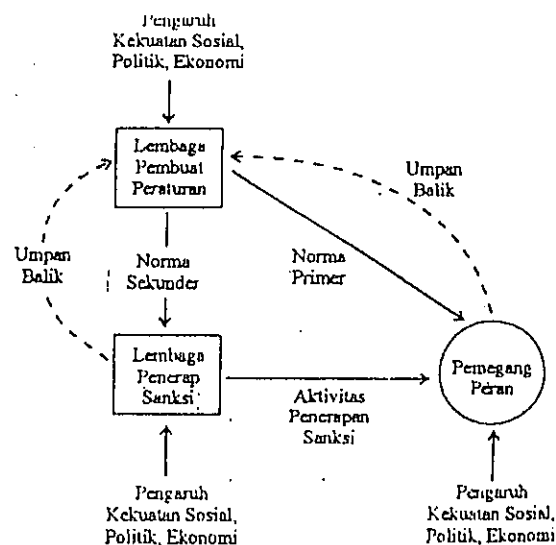 Pengaruh
Kekuatan Sosial,
Politik, Ekonomi
Lembaga
Pembuat
Peraturan
Umpan
Balik
Umpan
Balik
Norma
Sekunder
Norma
Primer
Lembaga
Penerap
Sanksi
Aktivitas
Penerapan
Sanksi
Pemegang
Peran
Pengaruh
Kekuatan Sosial,
Politik, Ekonomi
Pengaruh
Kekuatan Sosial,
Politik, Ekonomi